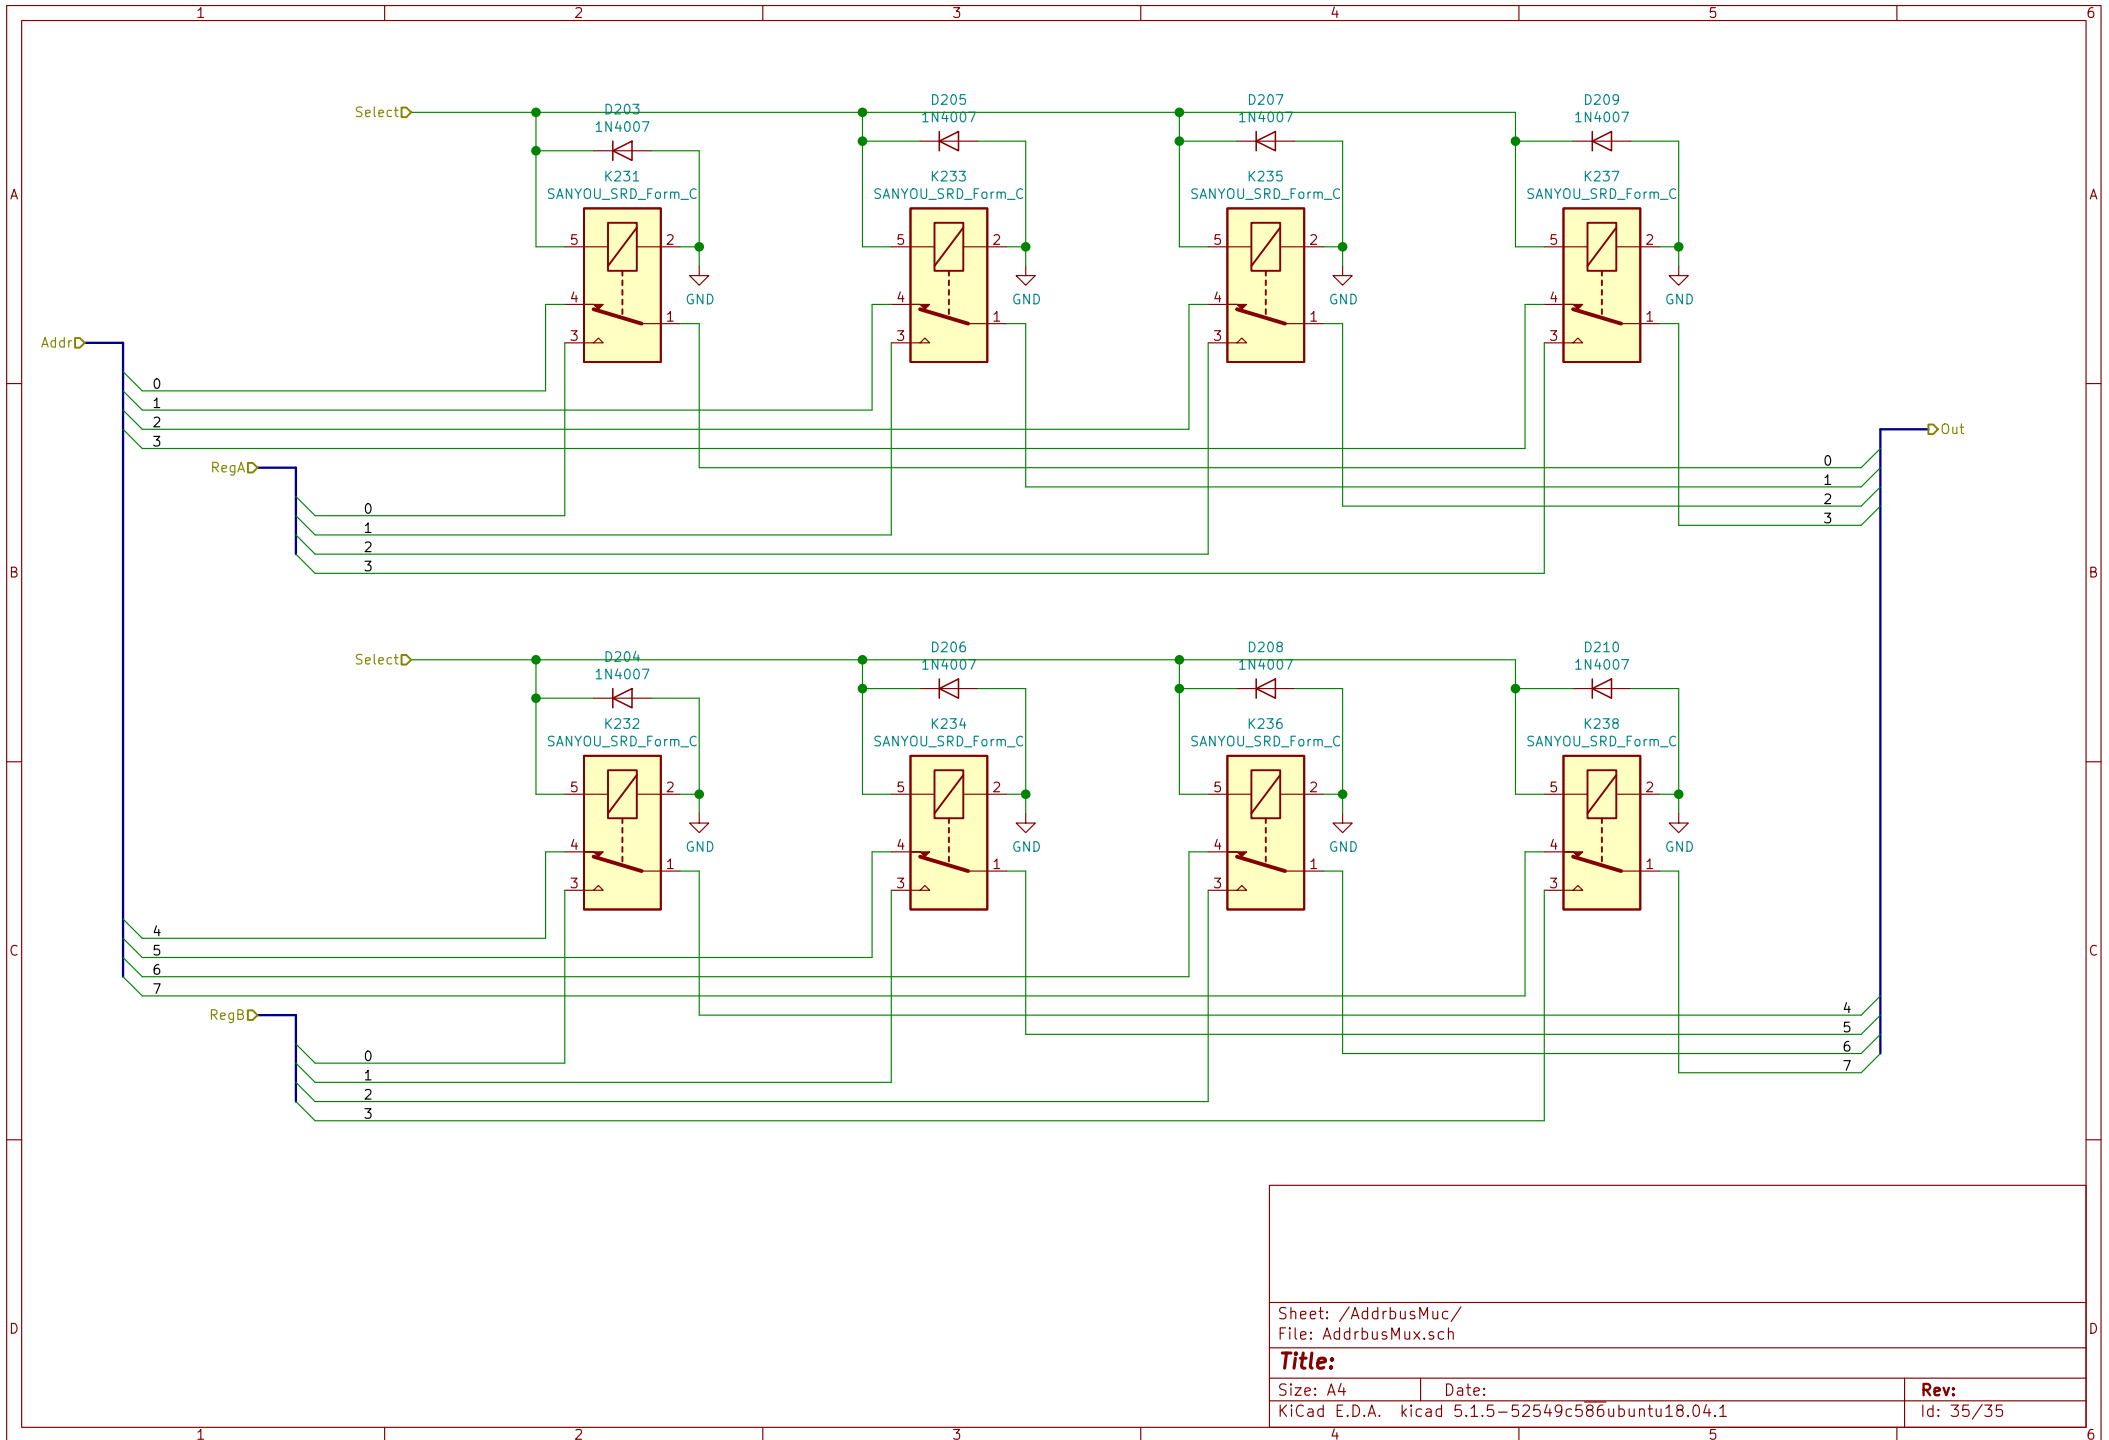 1 2 3 4 5 6
Select
D203
1N4007
D205
1N4007
D207
1N4007
D209
1N4007
A
K231
SANYOU_SRD_Form_C
K233
SANYOU_SRD_Form_C
K235
SANYOU_SRD_Form_C
K237
SANYOU_SRD_Form_C
A
5 2 5 2 5 2 5 2
GND GND GND GND
4 1 4 1 4 1 4 1
3 3 3 3
Addr
0
1
2
3
Out
RegA
0
1
2
3
0
1
2
3
B
B
Select
D204
1N4007
D206
1N4007
D208
1N4007
D210
1N4007
K232
SANYOU_SRD_Form_C
K234
SANYOU_SRD_Form_C
K236
SANYOU_SRD_Form_C
K238
SANYOU_SRD_Form_C
5 2 5 2 5 2 5 2
GND GND GND GND
4 1 4 1 4 1 4 1
3 3 3 3
4
5
6
7
C
C
RegB
4
5
6
7
0
1
2
3
D
Sheet: /AddrbusMuc/
File: AddrbusMux.sch
D
Title:
Size: A4 Date: Rev:
KiCad E.D.A. kicad 5.1.5-52549c586ubuntu18.04.1 Id: 35/35
1 2 3 4 5 6